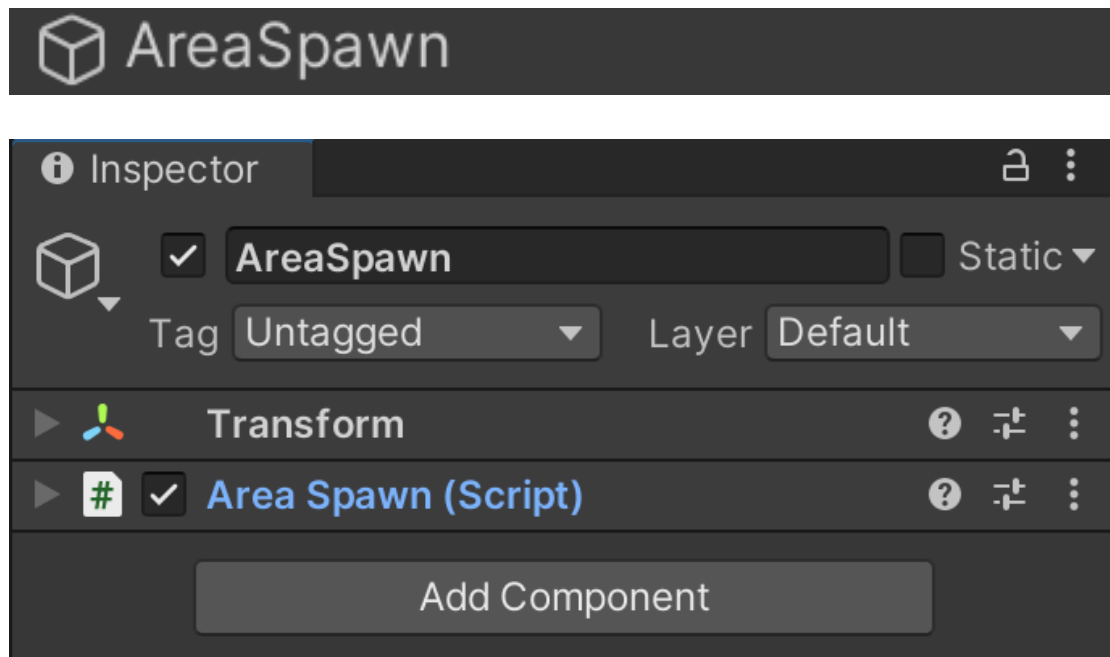 AreaSpawn
Inspector
AreaSpawn Static
Tag Untagged Layer Default
Transform
# Area Spawn (Script)
Add Component